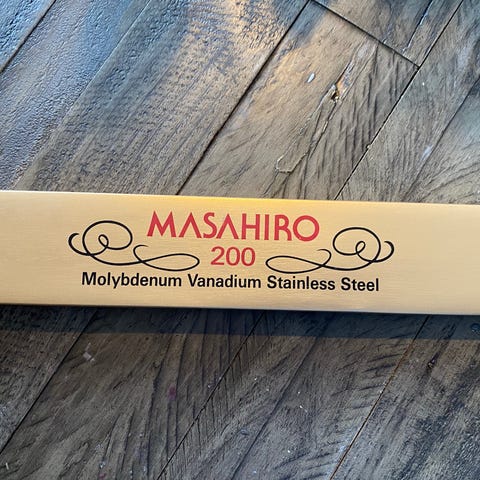 MASAHIRO
200
Molybdenum Vanadium Stainless Steel